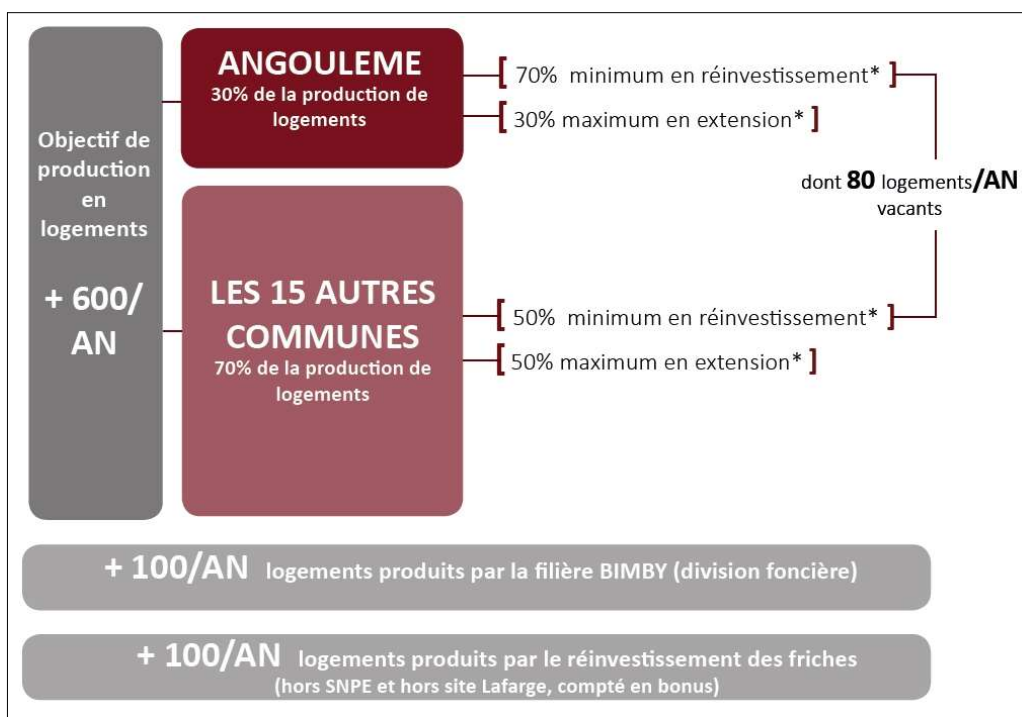 Objectif de
production
en
logements
+ 600/
AN
ANGOULEME
30% de la production de
logements
[ 70% minimum en réinvestissement* ]
[ 30% maximum en extension* ]
dont 80 logements/AN
vacants
LES 15 AUTRES
COMMUNES
70% de la production de
logements
[ 50% minimum en réinvestissement* ]
[ 50% maximum en extension* ]
+ 100/AN logements produits par la filière BIMBY (division foncière)
+ 100/AN logements produits par le réinvestissement des friches
(hors SNPE et hors site Lafarge, compté en bonus)